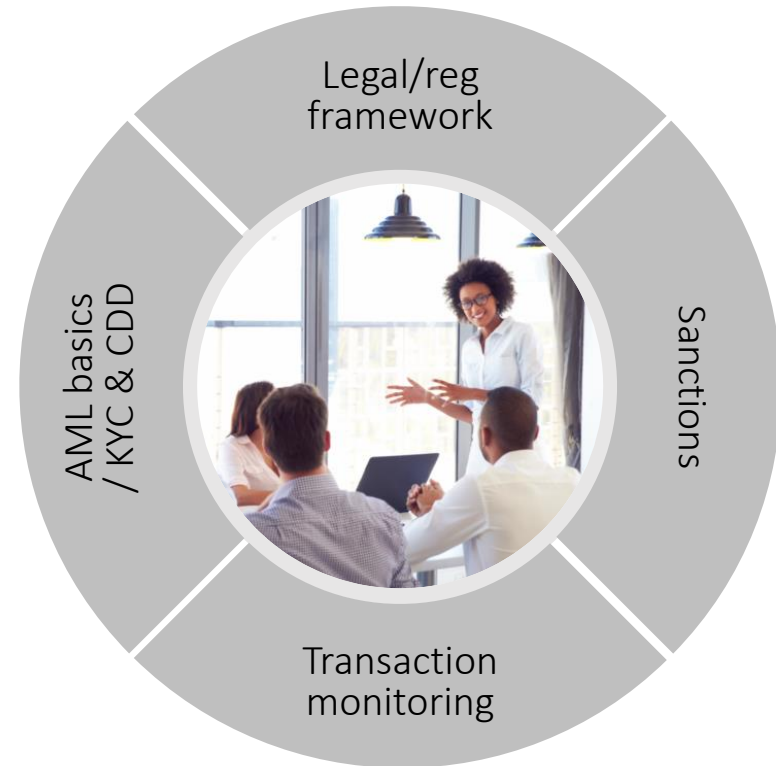 Legal/reg
framework
Sanctions
Transaction
monitoring
AML basics
/ KYC & CDD